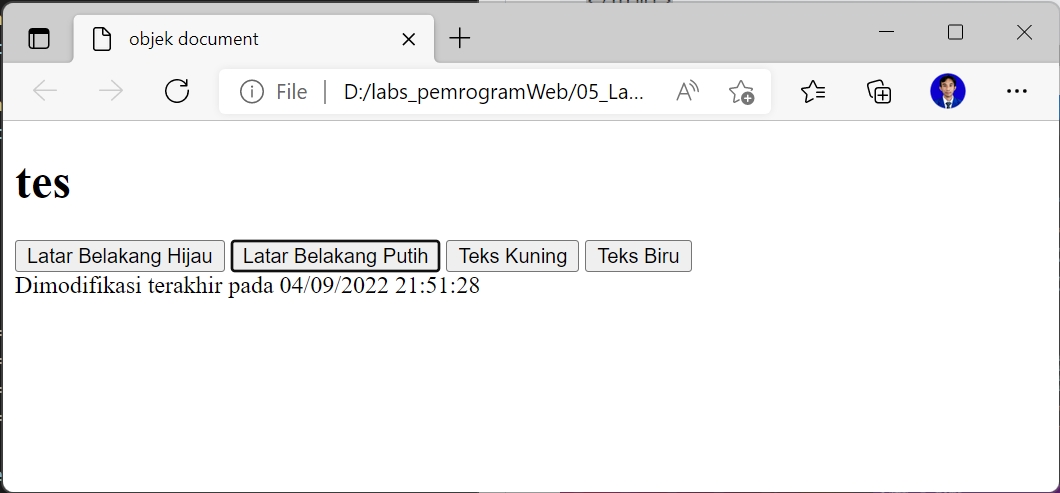 objek document
File | D:/labs_pemrogramWeb/05_La...
tes
Latar Belakang Hijau Latar Belakang Putih Teks Kuning Teks Biru
Dimodifikasi terakhir pada 04/09/2022 21:51:28